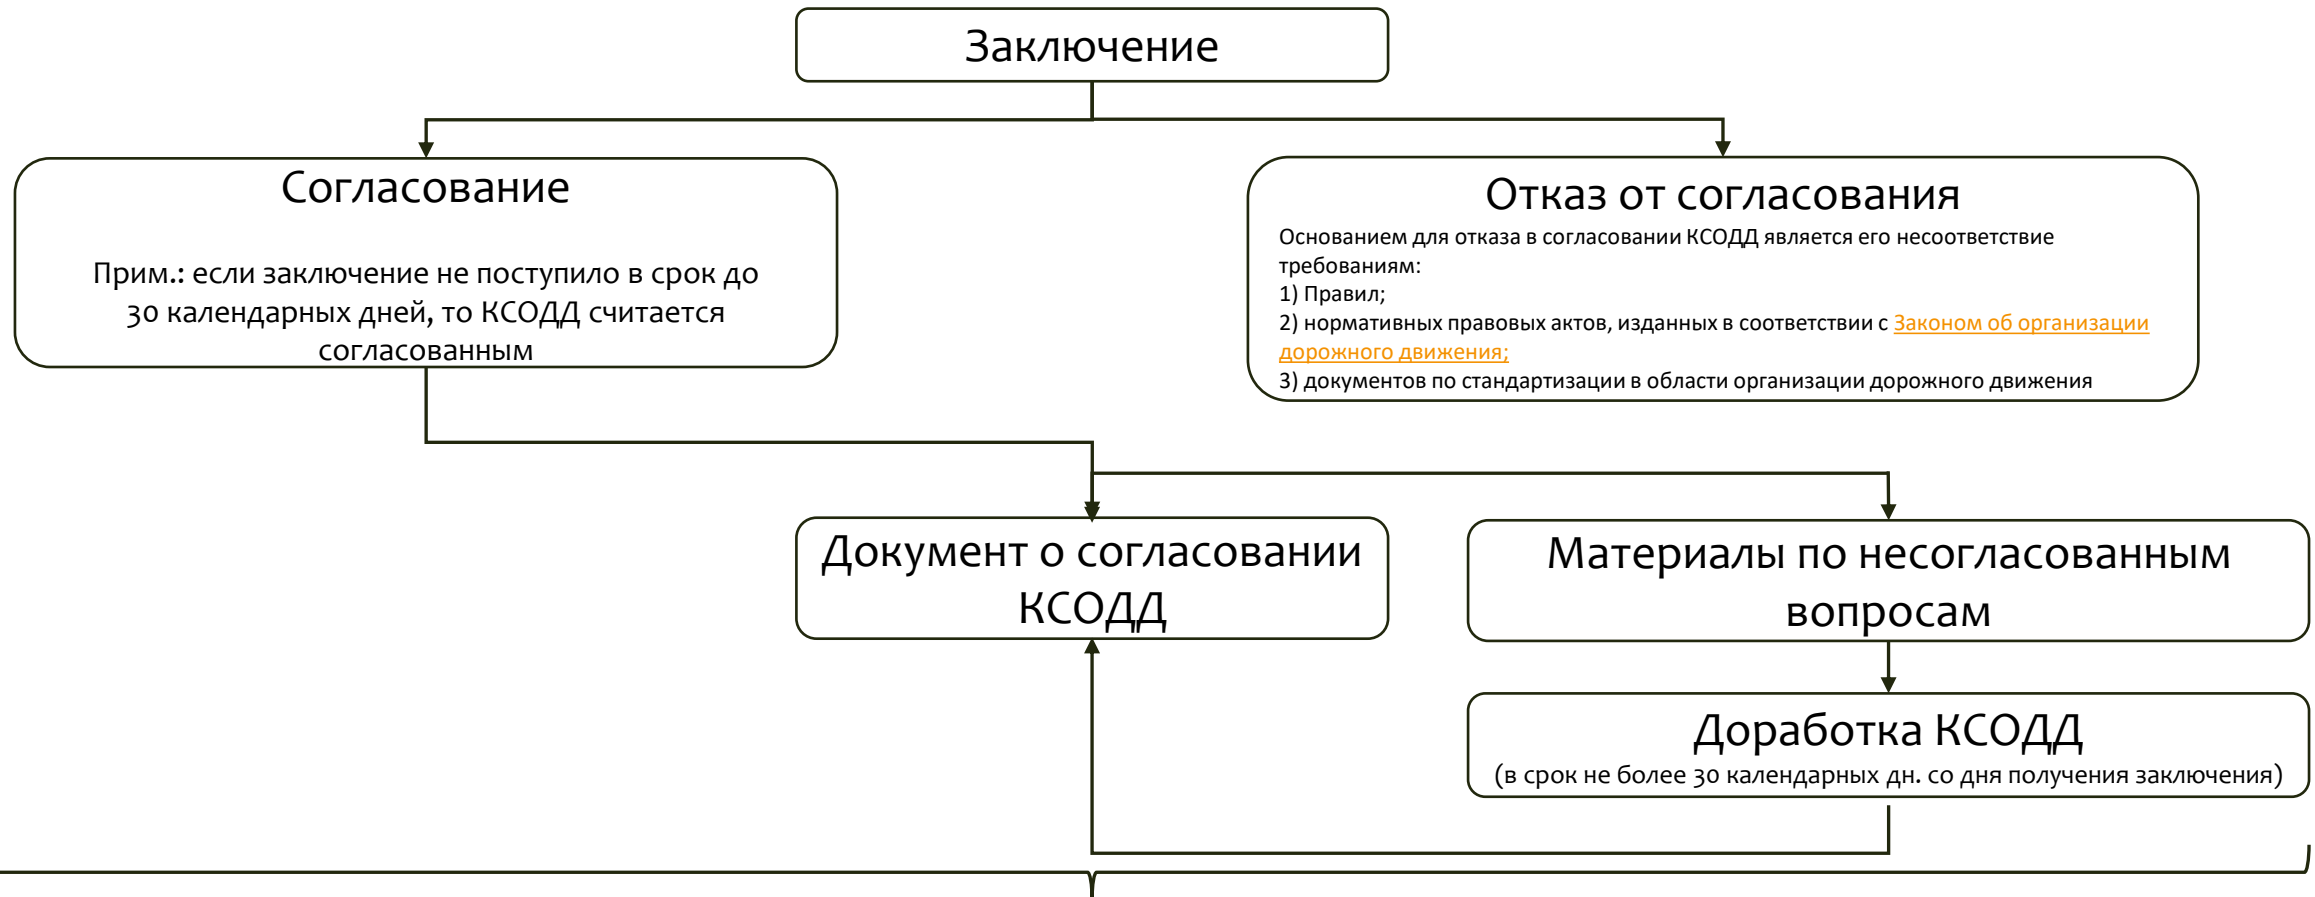 Заключение
Согласование
Прим.: если заключение не поступило в срок до
30 календарных дней, то КСОДД считается
согласованным
Отказ от согласования
Основанием для отказа в согласовании КСОДД является его несоответствие
требованиям:
1) Правил;
2) нормативных правовых актов, изданных в соответствии с Законом об организации
дорожного движения;
3) документов по стандартизации в области организации дорожного движения
Документ о согласовании
КСОДД
Материалы по несогласованным
вопросам
Доработка КСОДД
(в срок не более 30 календарных дн. со дня получения заключения)